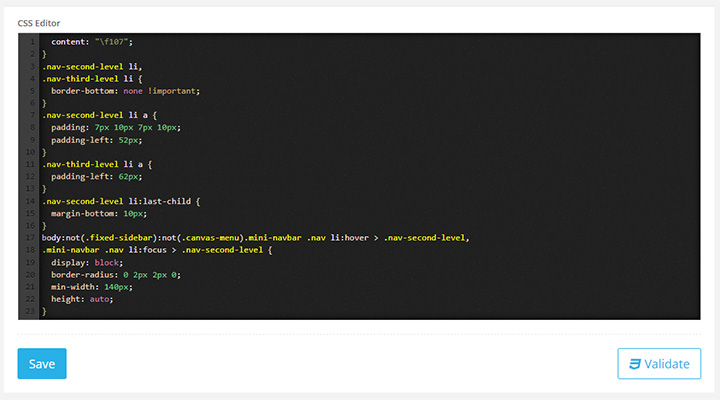 CSS Editor
1 content: "\f107";
2 }
3 .nav-second-level li,
4 .nav-third-level li {
5 border-bottom: none !important;
6 }
7 .nav-second-level li a {
8 padding: 7px 10px 7px 10px;
9 padding-left: 52px;
10 }
11 .nav-third-level li a {
12 padding-left: 62px;
13 }
14 .nav-second-level li:last-child {
15 margin-bottom: 10px;
16 }
17 body:not(.fixed-sidebar):not(.canvas-menu).mini-navbar .nav li:hover > .nav-second-level,
18 .mini-navbar .nav li:focus > .nav-second-level {
19 display: block;
20 border-radius: 0 2px 2px 0;
21 min-width: 140px;
22 height: auto;
23 }
Save
Validate